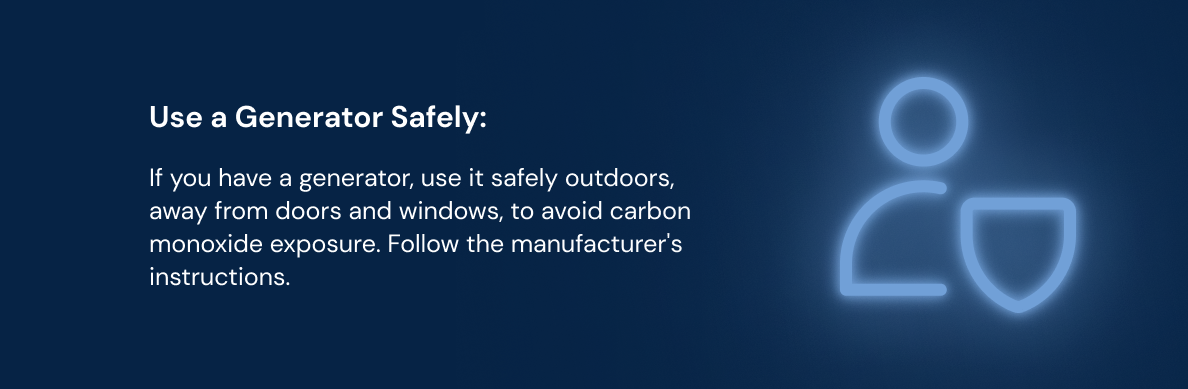 Use a Generator Safely:
If you have a generator, use it safely outdoors,
away from doors and windows, to avoid carbon
monoxide exposure. Follow the manufacturer's
instructions.